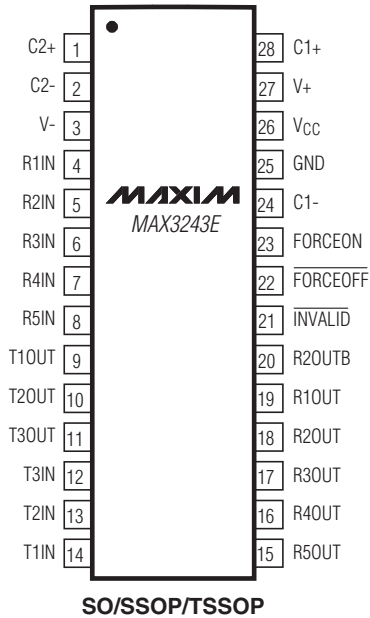 C2+ 1 28 C1+
C2- 2 27 V+
V- 3 26 VCC
R1IN 4 25 GND
R2IN 5 MAXIM 24 C1-
R3IN 6 MAX3243E 23 FORCEON
R4IN 7 22 FORCEOFF
R5IN 8 21 INVALID
T1OUT 9 20 R2OUTB
T2OUT 10 19 R1OUT
T3OUT 11 18 R2OUT
T3IN 12 17 R3OUT
T2IN 13 16 R4OUT
T1IN 14 15 R5OUT
SO/SSOP/TSSOP